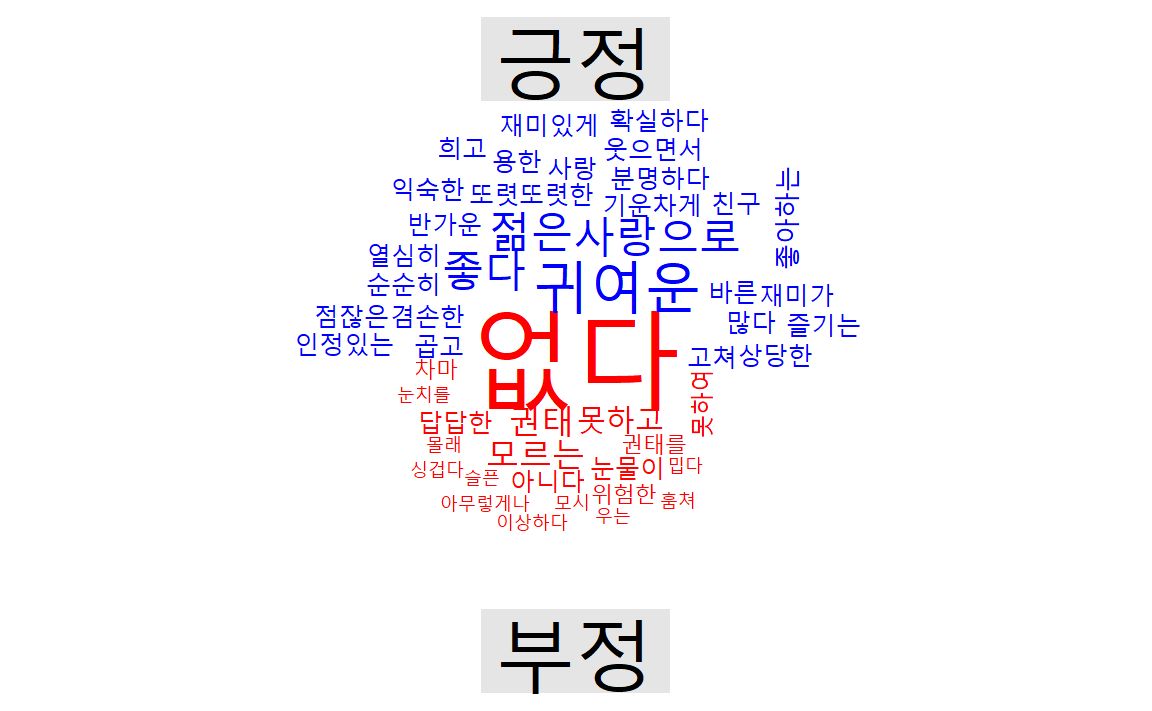 긍정
재미있게 확실하다
희고 용한 사랑 웃으면서
익숙한 또렷또렷한 분명하다
기운차게 친구 좋아하는
반가운 젊은 사랑으로
열심히 좋다
순순히 귀여운 바른 재미가
점잖은 겸손한 많다 즐기는
인정있는 곱고 고쳐 상당한
없다
차마
눈치를 못하여
답답한 권태 못하고
몰래 모르는 권태를
싱겁다 슬픈 아니다 눈물이 밉다
아무렇게나 모시 위험한 훔쳐
이상하다 우는
부정